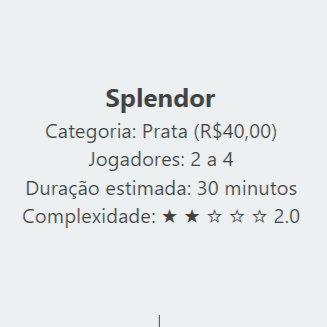 Splendor
Categoria: Prata (R$40,00)
Jogadores: 2 a 4
Duração estimada: 30 minutos
Complexidade: ★ ★ ☆ ☆ ☆ 2.0